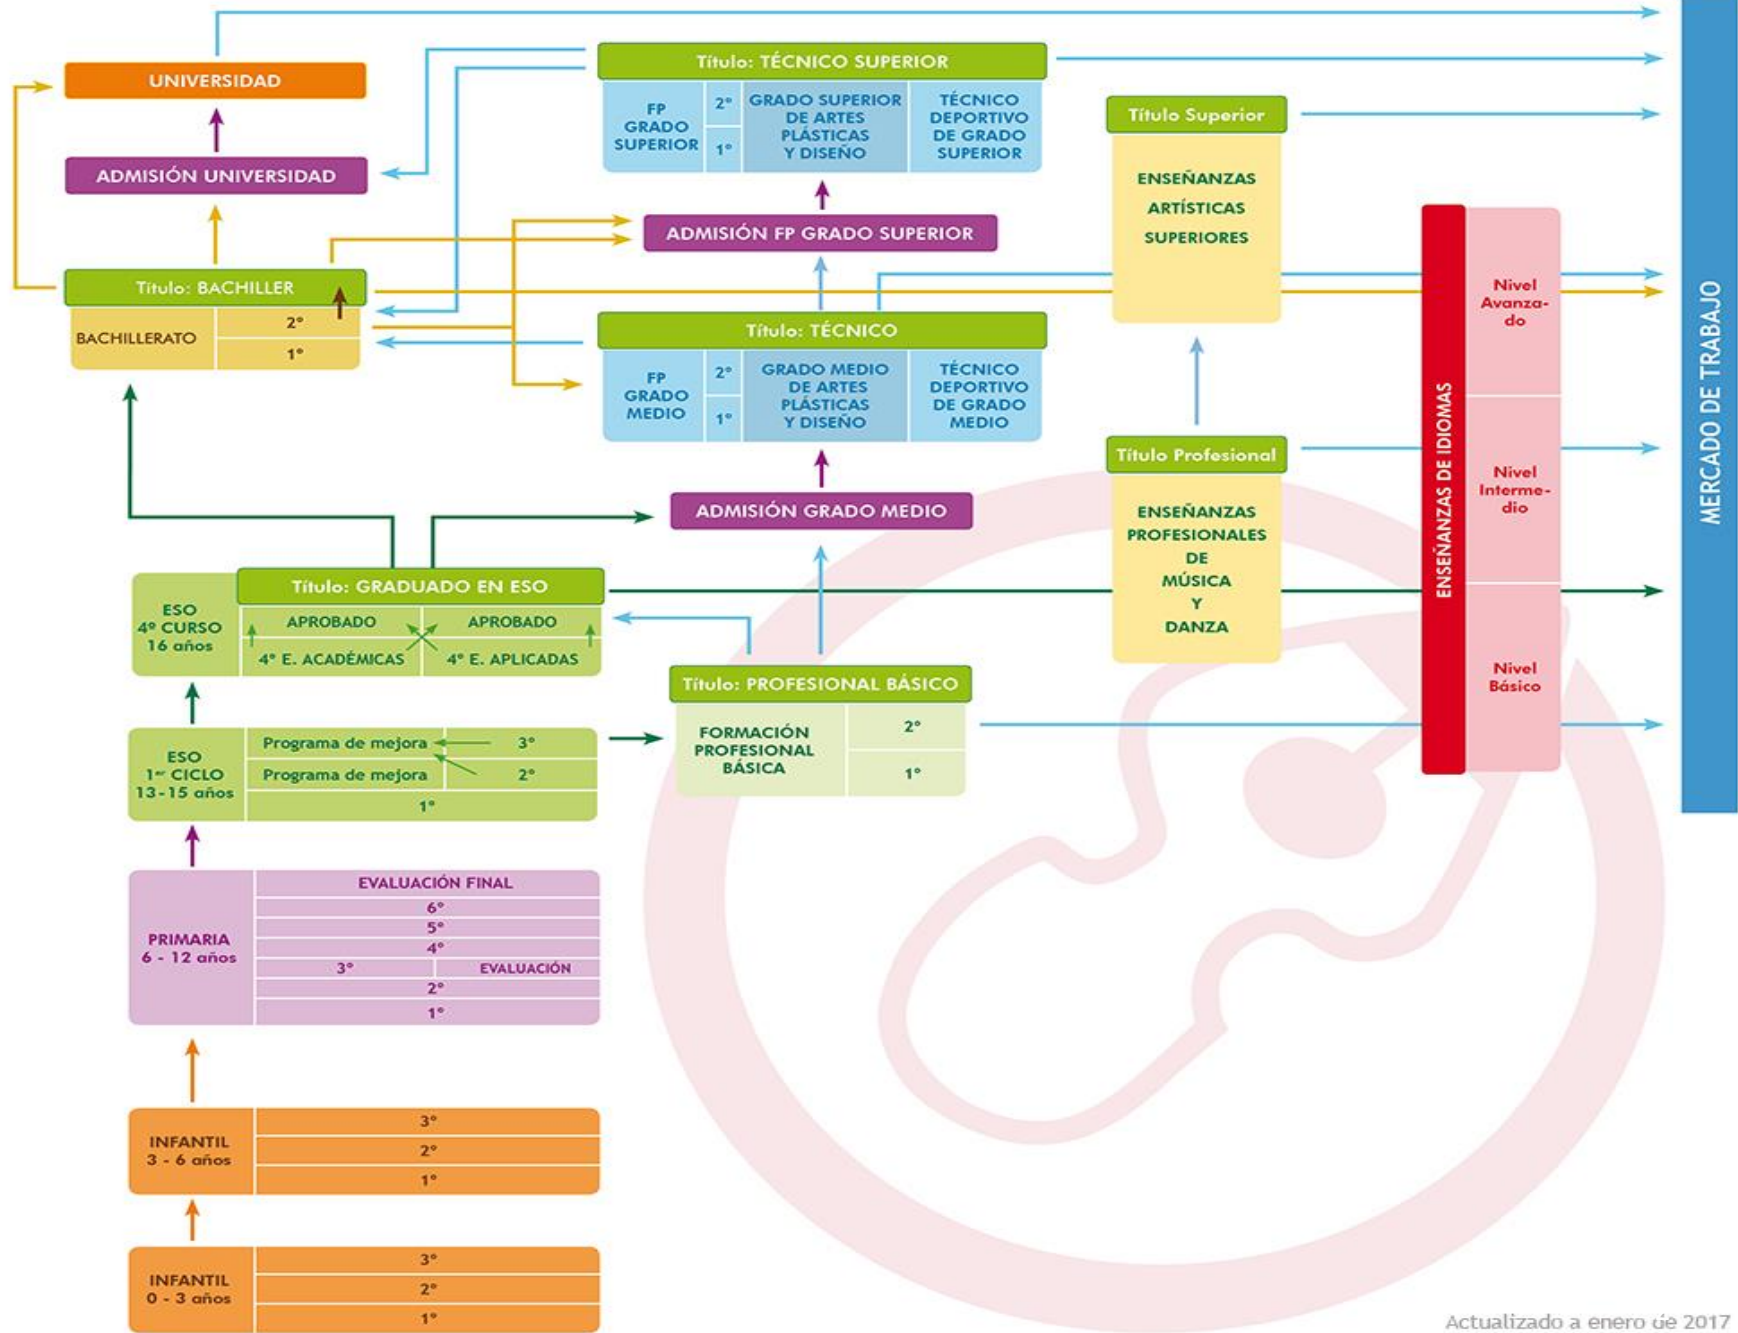 UNIVERSIDAD
ADMISIÓN UNIVERSIDAD
Título: BACHILLER
BACHILLERATO
2º
1º
Título: TÉCNICO SUPERIOR
FP
GRADO
SUPERIOR
2º
1º
GRADO SUPERIOR
DE ARTES
PLÁSTICAS
Y DISEÑO
TÉCNICO
DEPORTIVO
DE GRADO
SUPERIOR
ADMISIÓN FP GRADO SUPERIOR
Título: TÉCNICO
FP
GRADO
MEDIO
2º
1º
GRADO MEDIO
DE ARTES
PLÁSTICAS
Y DISEÑO
TÉCNICO
DEPORTIVO
DE GRADO
MEDIO
ADMISIÓN GRADO MEDIO
Título Superior
ENSEÑANZAS
ARTÍSTICAS
SUPERIORES
Título Profesional
ENSEÑANZAS
PROFESIONALES
DE
MÚSICA
Y
DANZA
ENSEÑANZAS DE IDIOMAS
Nivel
Avanza-
do
Nivel
Interme-
dio
Nivel
Básico
MERCADO DE TRABAJO
ESO
4º CURSO
16 años
Título: GRADUADO EN ESO
APROBADO
APROBADO
4º E. ACADÉMICAS
4º E. APLICADAS
Título: PROFESIONAL BÁSICO
FORMACIÓN
PROFESIONAL
BÁSICA
2º
1º
ESO
1er CICLO
13-15 años
Programa de mejora
3º
Programa de mejora
2º
1º
PRIMARIA
6 - 12 años
EVALUACIÓN FINAL
6º
5º
4º
3º
EVALUACIÓN
2º
1º
INFANTIL
3 - 6 años
3º
2º
1º
INFANTIL
0 - 3 años
3º
2º
1º
Actualizado a enero de 2017